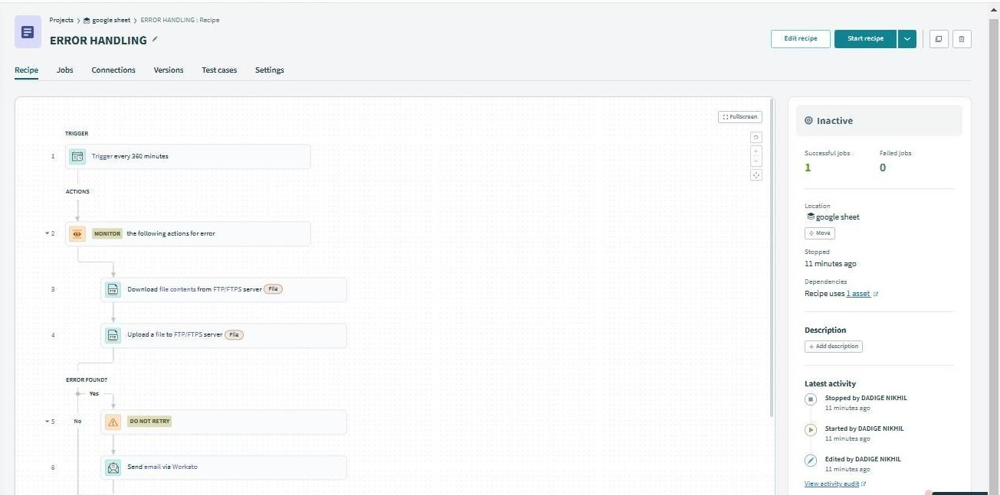 Projects > google sheet > ERROR HANDLING : Recipe
ERROR HANDLING
Edit recipe
Start recipe
Recipe Jobs Connections Versions Test cases Settings
Fullscreen
TRIGGER
1 Trigger every 360 minutes
ACTIONS
2 MONITOR the following actions for error
3 Download file contents from FTP/FTPS server File
4 Upload a file to FTP/FTPS server File
ERROR FOUND?
Yes
5 No DO NOT RETRY
6 Send email via Workato
Inactive
Successful jobs Failed jobs
1 0
Location
google sheet
Move
Stopped
11 minutes ago
Dependencies
Recipe uses 1 asset
Description
+ Add description
Latest activity
Stopped by DADIGE NIKHIL
11 minutes ago
Started by DADIGE NIKHIL
11 minutes ago
Edited by DADIGE NIKHIL
11 minutes ago
View activity audit